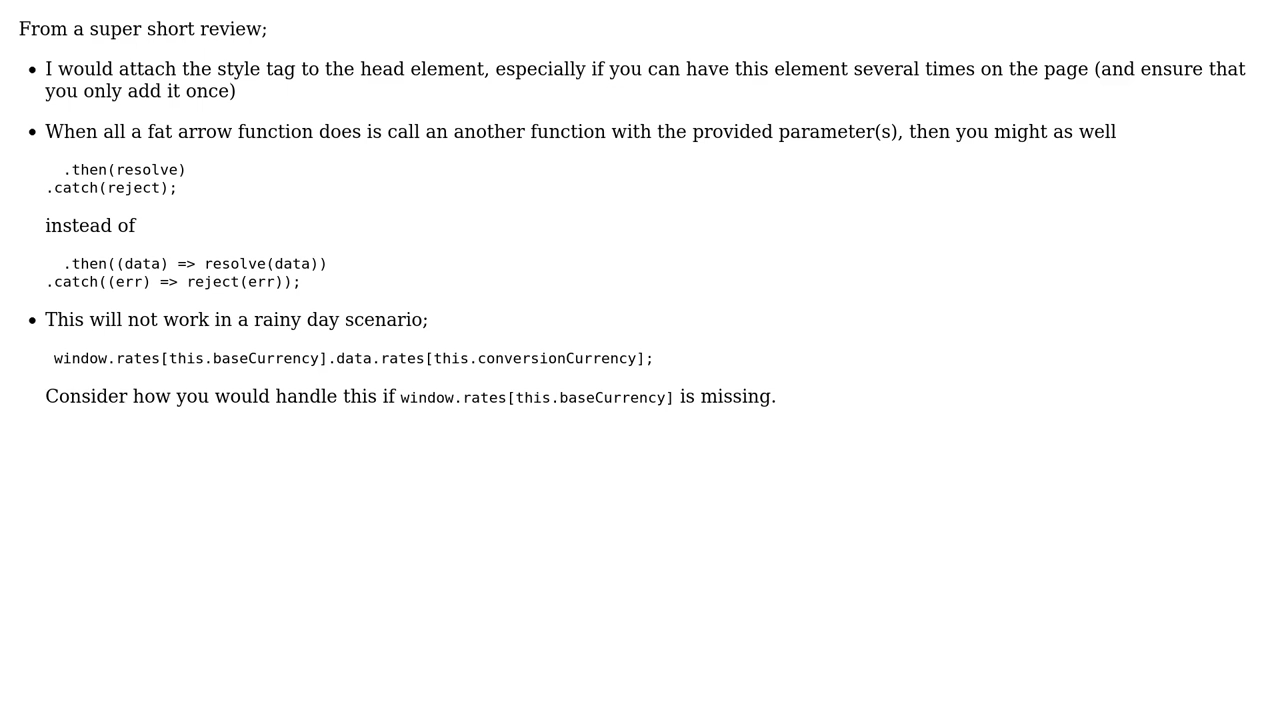 From a super short review;
• I would attach the style tag to the head element, especially if you can have this element several times on the page (and ensure that
you only add it once)
• When all a fat arrow function does is call an another function with the provided parameter(s), then you might as well
  .then(resolve)
.catch(reject);
instead of
  .then((data) => resolve(data))
.catch((err) => reject(err));
• This will not work in a rainy day scenario;
 window.rates[this.baseCurrency].data.rates[this.conversionCurrency];
Consider how you would handle this if window.rates[this.baseCurrency] is missing.